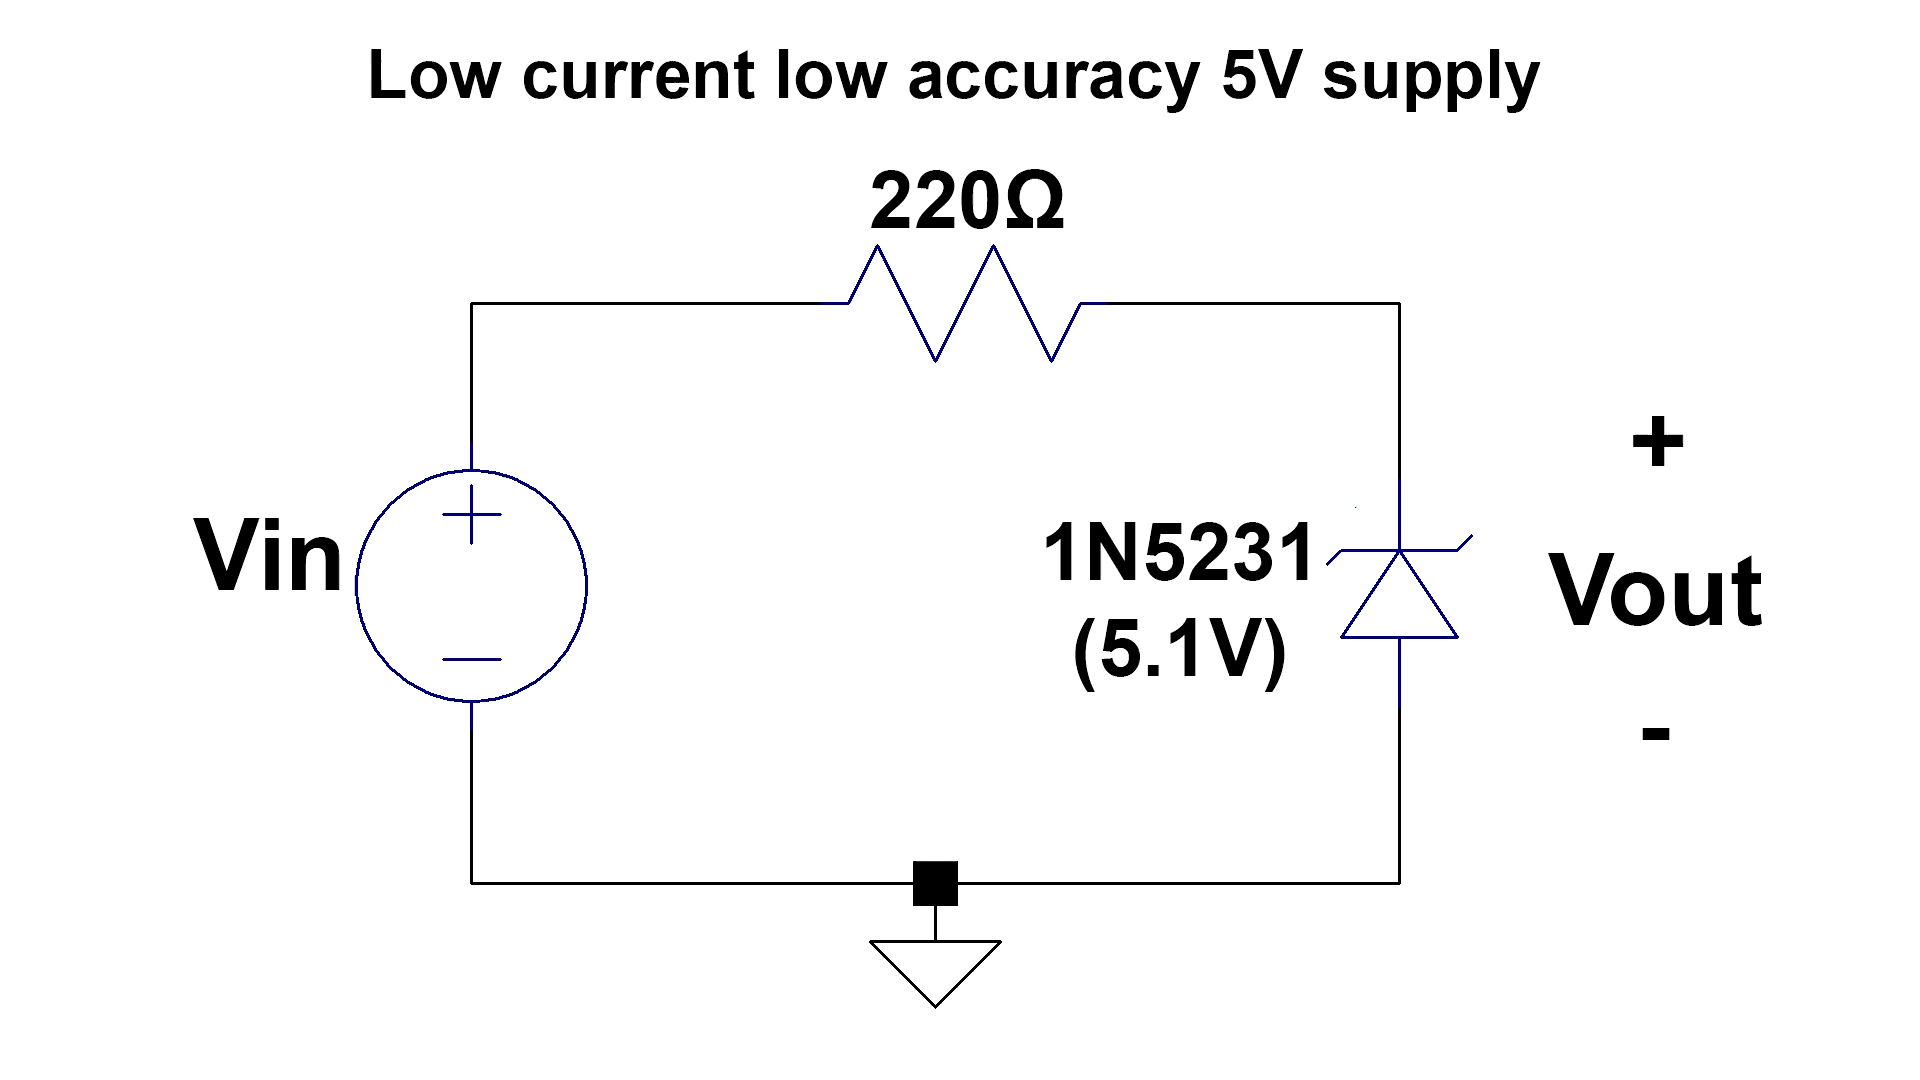 Low current low accuracy 5V supply
220Ω
Vin
1N5231
(5.1V)
+
Vout
-